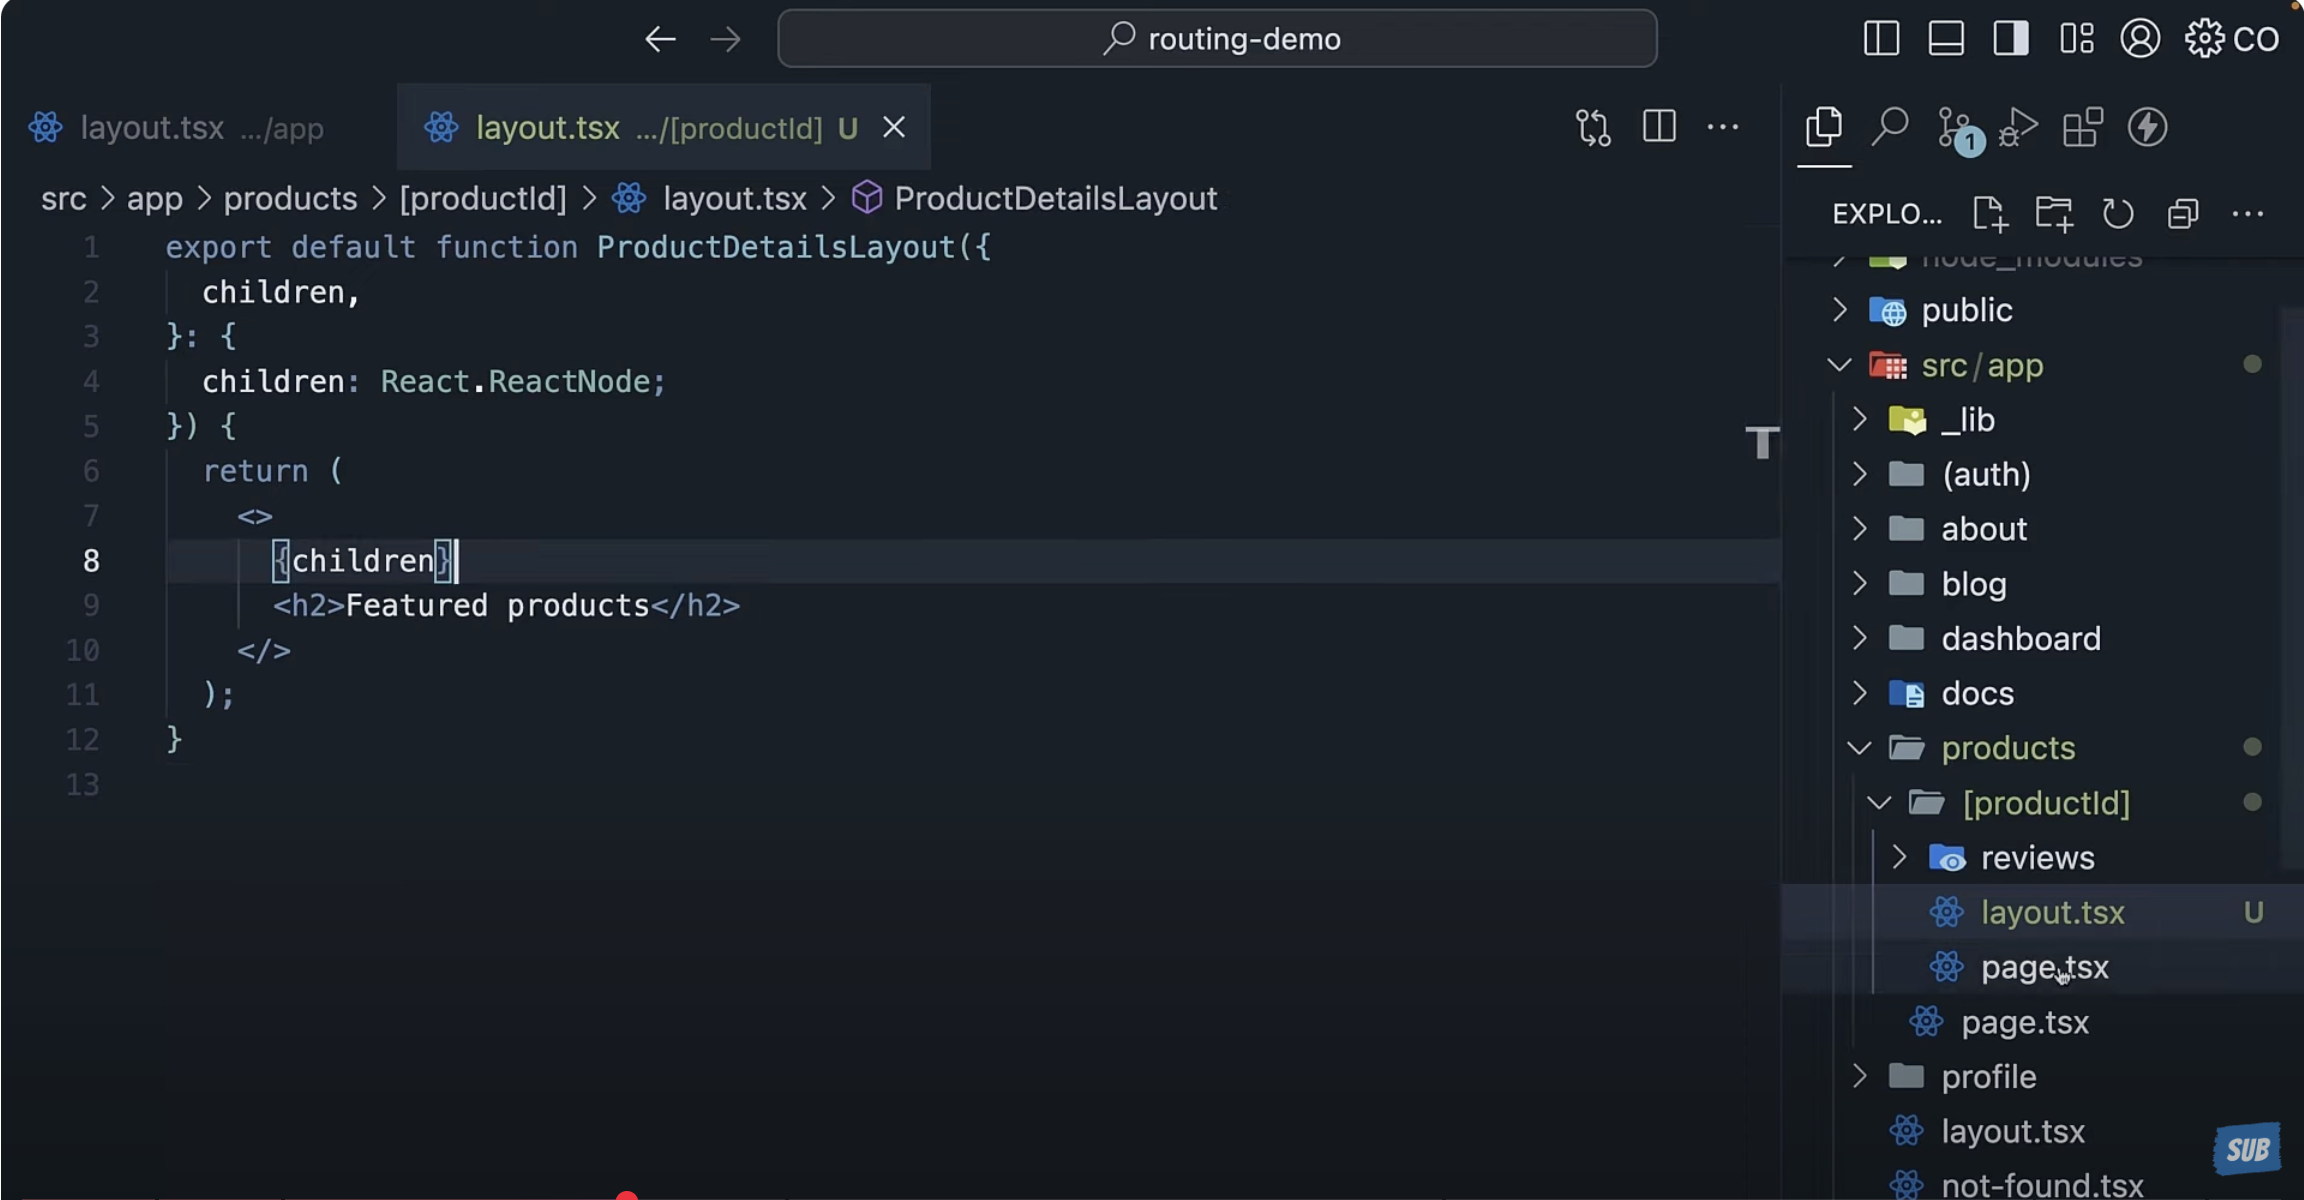 routing-demo
CO
layout.tsx .../app
layout.tsx .../[productId] U
1
src > app > products > [productId] > layout.tsx > ProductDetailsLayout
EXPLO...
1 export default function ProductDetailsLayout({
2 children,
3 }: {
4 children: React.ReactNode;
5 }) {
6 return (
7 <>
8 {children}
9 <h2>Featured products</h2>
10 </>
11 );
12 }
13
node_modules
public
src/app
_lib
(auth)
about
blog
dashboard
docs
products
[productId]
reviews
layout.tsx U
page.tsx
page.tsx
profile
layout.tsx
not-found.tsx
SUB
T